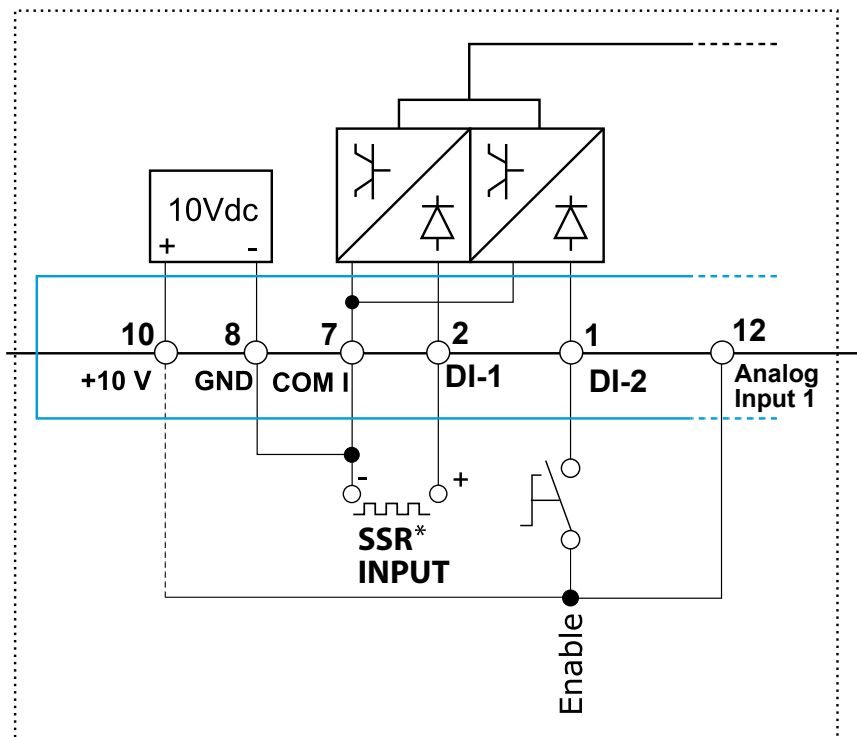 10Vdc
+ -
10 8 7 2 1 12
+10 V GND COM I DI-1 DI-2 Analog
Input 1
- +
SSR*
INPUT
Enable